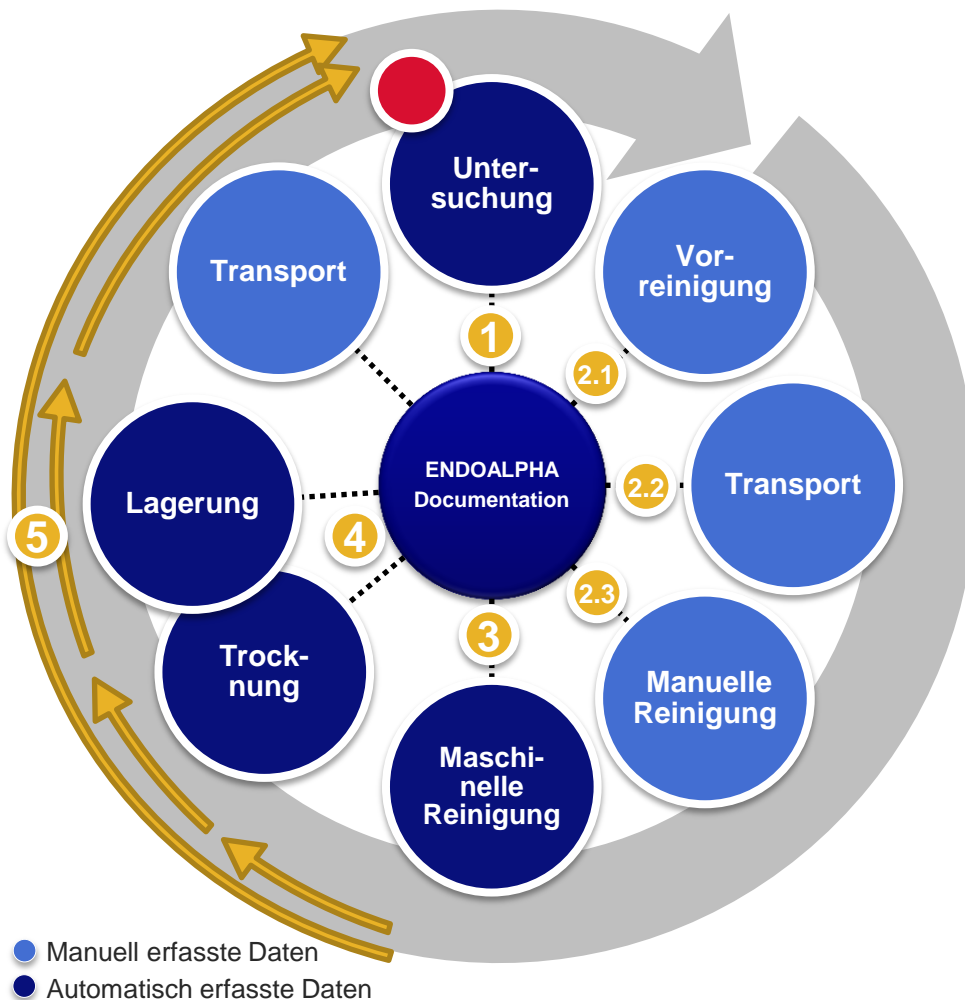 Unter-
suchung
Vor-
reinigung
Transport
1
2.1
ENDOALPHA
Documentation
2.2
Transport
Lagerung
5
4
2.3
3
Trock-
nung
Manuelle
Reinigung
Maschi-
nelle
Reinigung
Manuell erfasste Daten
Automatisch erfasste Daten